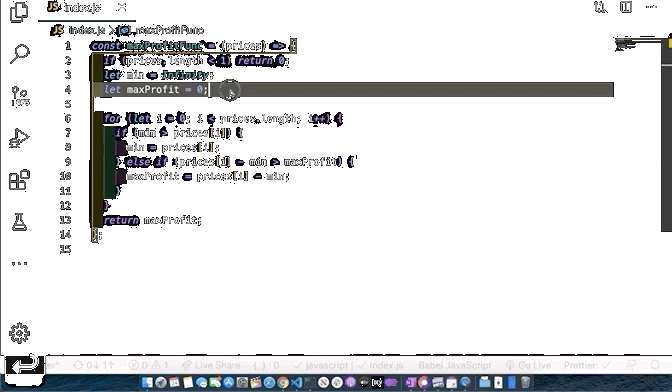 index.js
index.js > maxProfitFunc
1 const maxProfitFunc = (prices) => {
2 if (prices.length < 1) return 0;
3 let min = Infinity;
4 let maxProfit = 0;
5
6 for (let i = 0; i < prices.length; i++) {
7 if (min > prices[i]) {
8 min = prices[i];
9 } else if (prices[i] - min > maxProfit) {
10 maxProfit = prices[i] - min;
11 }
12 }
13 return maxProfit;
14 };
15
0 Live Share javascript index.js Babel JavaScript Go Live Prettier